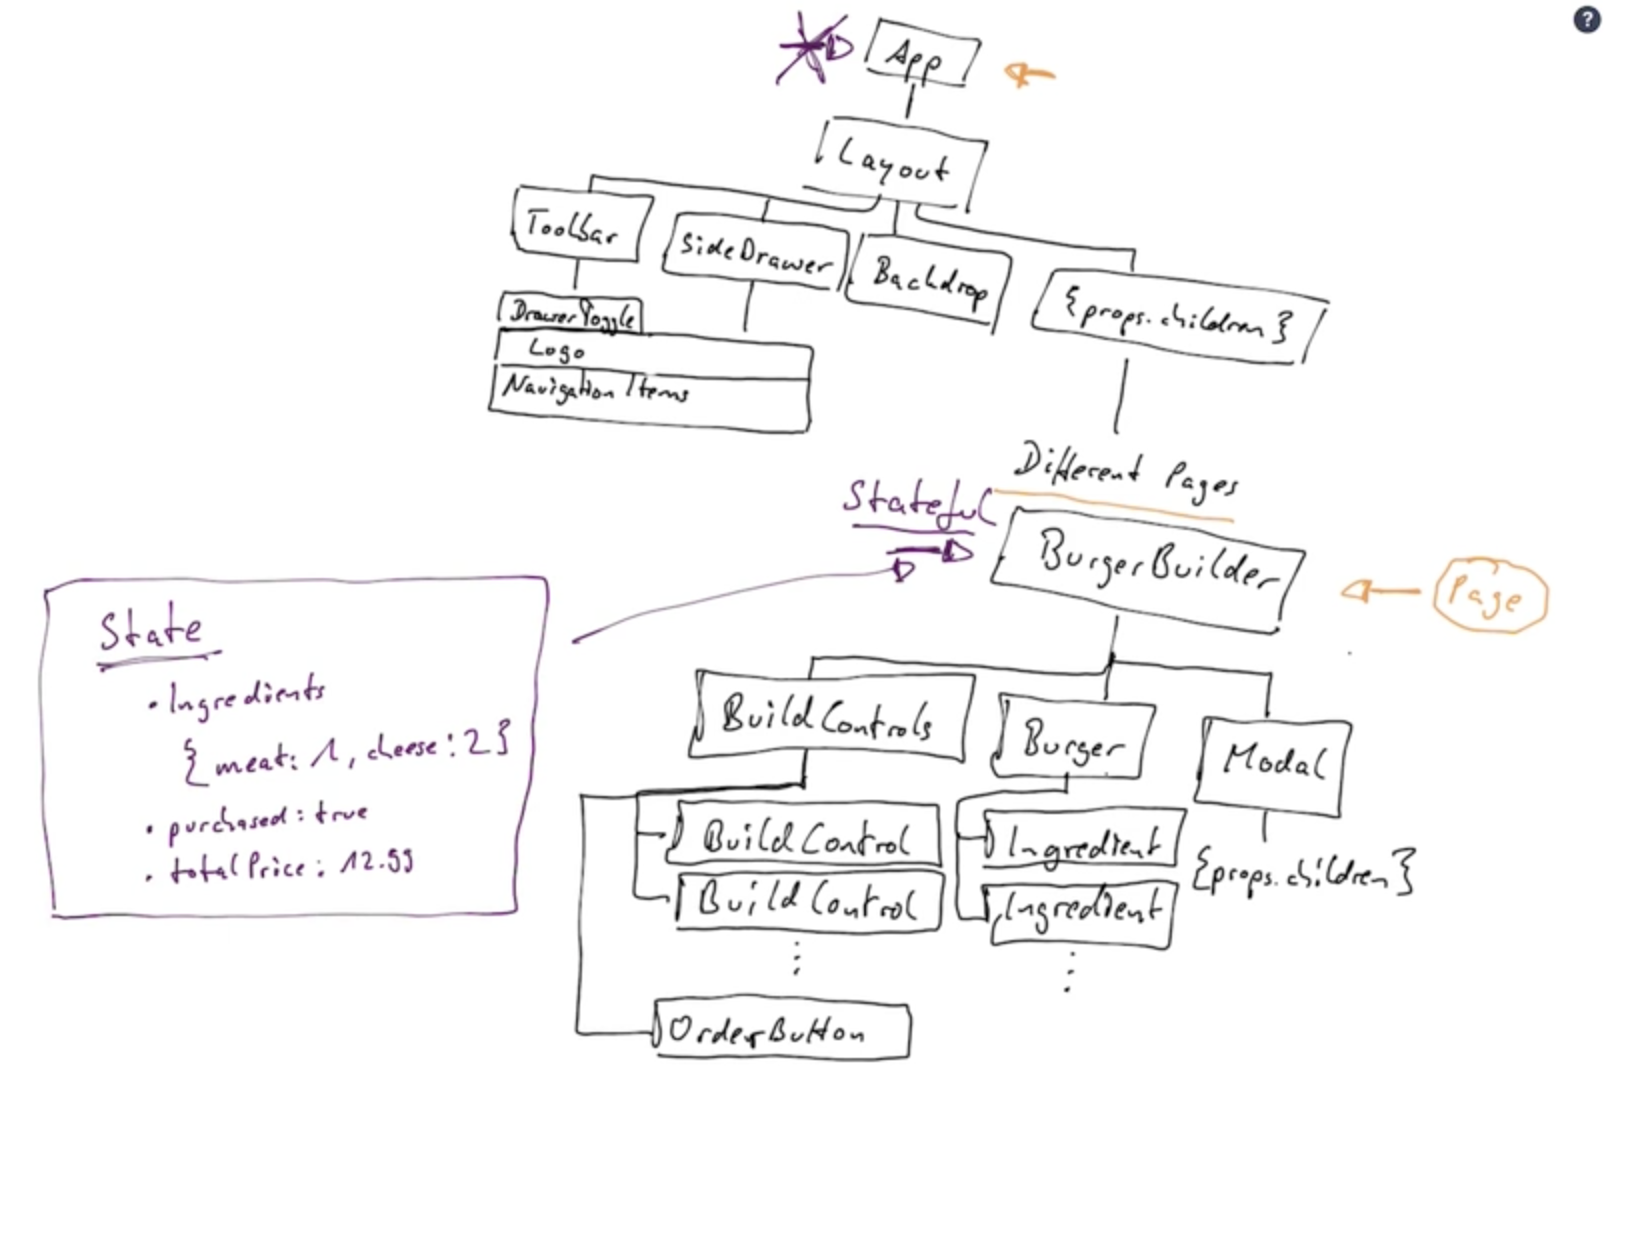 ?
App
Layout
Toolbar
SideDrawer
Backdrop
{props.children}
DrawerToggle
Logo
Navigation Items
Different Pages
Stateful
BurgerBuilder
Page
State
• Ingredients
{meat: 1, cheese: 2}
• purchased: true
• totalPrice: 12.99
BuildControls
Burger
Modal
BuildControl
Ingredient
{props.children}
BuildControl
Ingredient
⋮
⋮
OrderButton